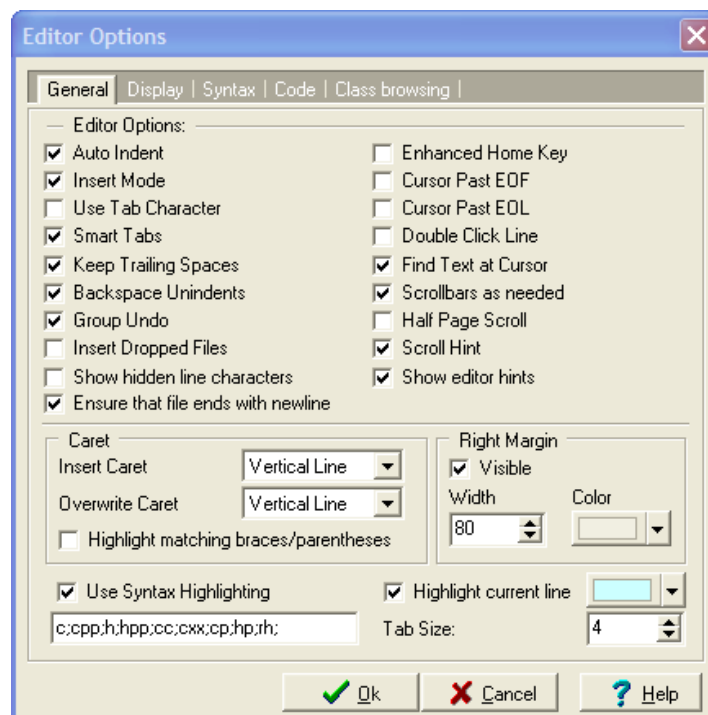 Editor Options
General Display Syntax Code Class browsing
Editor Options:
Auto Indent
Insert Mode
Use Tab Character
Smart Tabs
Keep Trailing Spaces
Backspace Unindents
Group Undo
Insert Dropped Files
Show hidden line characters
Ensure that file ends with newline
Enhanced Home Key
Cursor Past EOF
Cursor Past EOL
Double Click Line
Find Text at Cursor
Scrollbars as needed
Half Page Scroll
Scroll Hint
Show editor hints
Caret
Insert Caret Vertical Line
Overwrite Caret Vertical Line
Highlight matching braces/parentheses
Right Margin
Visible
Width Color
80
Use Syntax Highlighting
c;cpp;h;hpp;cc;cxx;cp;hp;rh;
Highlight current line
Tab Size: 4
Ok Cancel Help